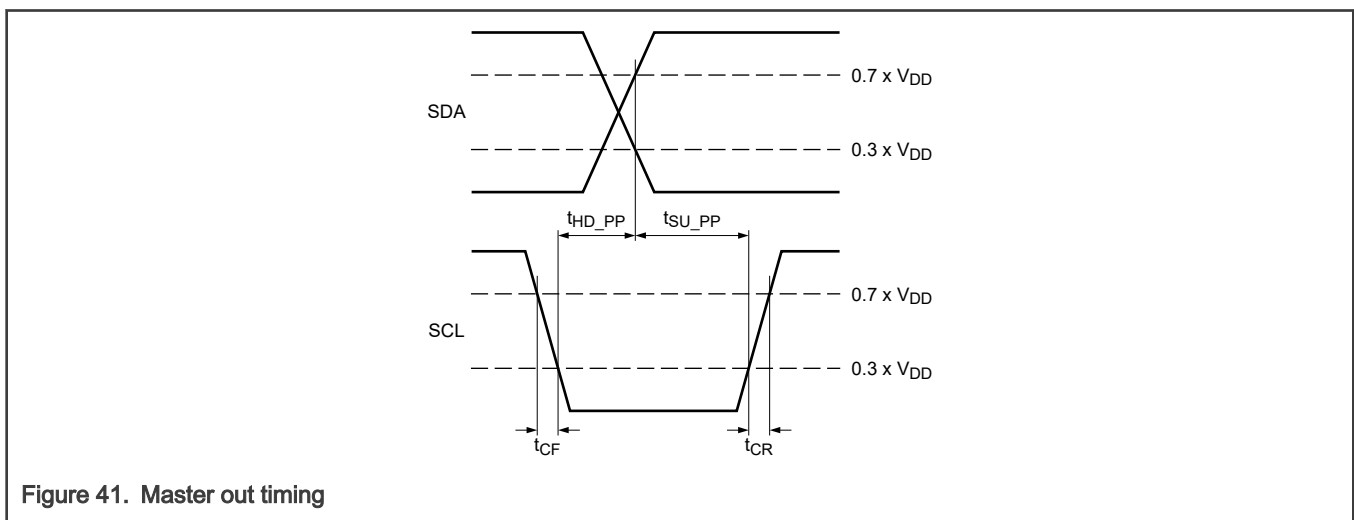 0.7 x VDD
SDA
0.3 x VDD
tHD_PP tSU_PP
0.7 x VDD
SCL
0.3 x VDD
tCF tCR
Figure 41. Master out timing